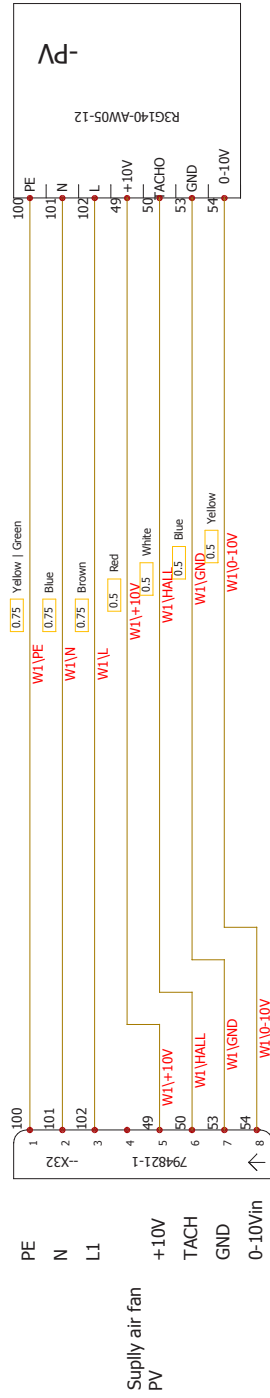 -PV
R3G140-AW05-12
100
PE
101
N
102
L
49
+10V
50
TACHO
53
GND
54
0-10V
0.75 Yellow | Green
W1\PE
0.75 Blue
W1\N
0.75 Brown
W1\L
0.5 Red
W1\+10V
0.5 White
W1\HALL
0.5 Blue
W1\GND
0.5 Yellow
W1\0-10V
W1\+10V
W1\HALL
W1\GND
W1\0-10V
100
101
102
49
50
53
54
1
2
3
4
5
6
7
8
--X32
794821-1
PE
N
L1
+10V
TACH
GND
0-10Vin
Suplly air fan
PV